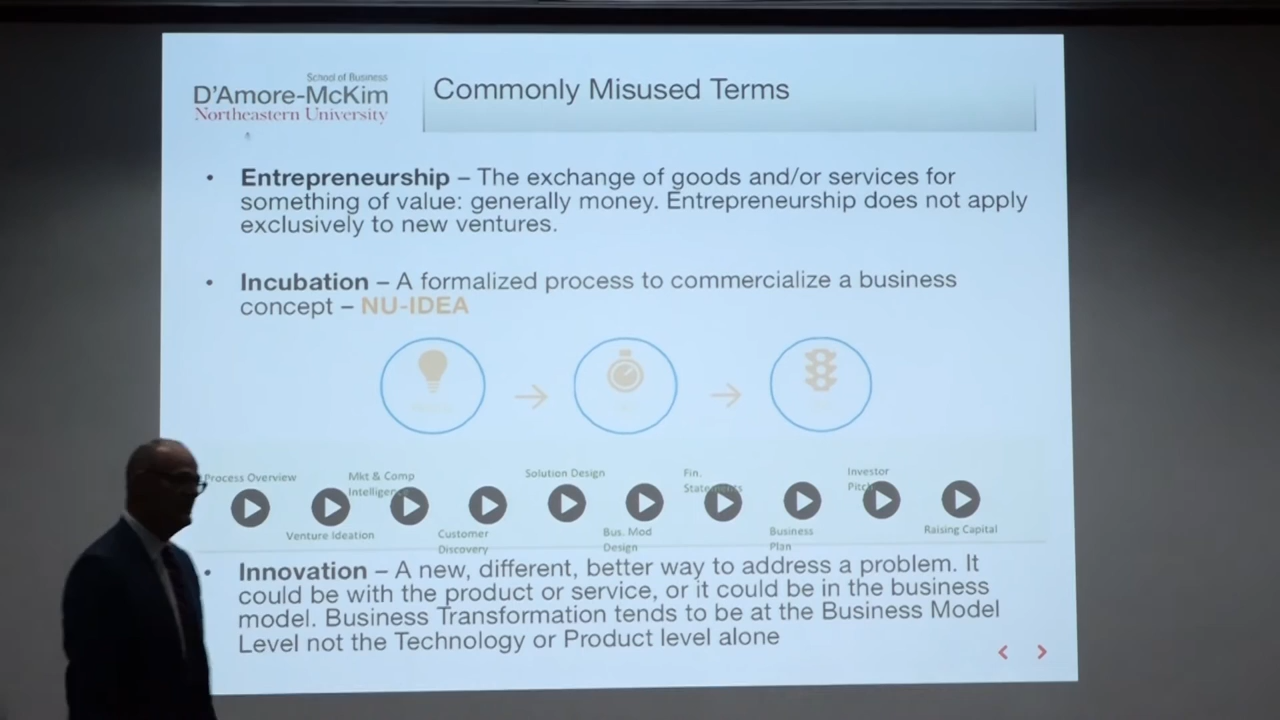 School of Business
D'Amore-McKim
Northeastern University
Commonly Misused Terms
• Entrepreneurship – The exchange of goods and/or services for
something of value: generally money. Entrepreneurship does not apply
exclusively to new ventures.
• Incubation – A formalized process to commercialize a business
concept – NU-IDEA
Process Overview
Venture Ideation
Mkt & Comp
Intelligence
Customer
Discovery
Solution Design
Bus. Mod
Design
Fin.
Statements
Business
Plan
Investor
Pitch
Raising Capital
• Innovation – A new, different, better way to address a problem. It
could be with the product or service, or it could be in the business
model. Business Transformation tends to be at the Business Model
Level not the Technology or Product level alone